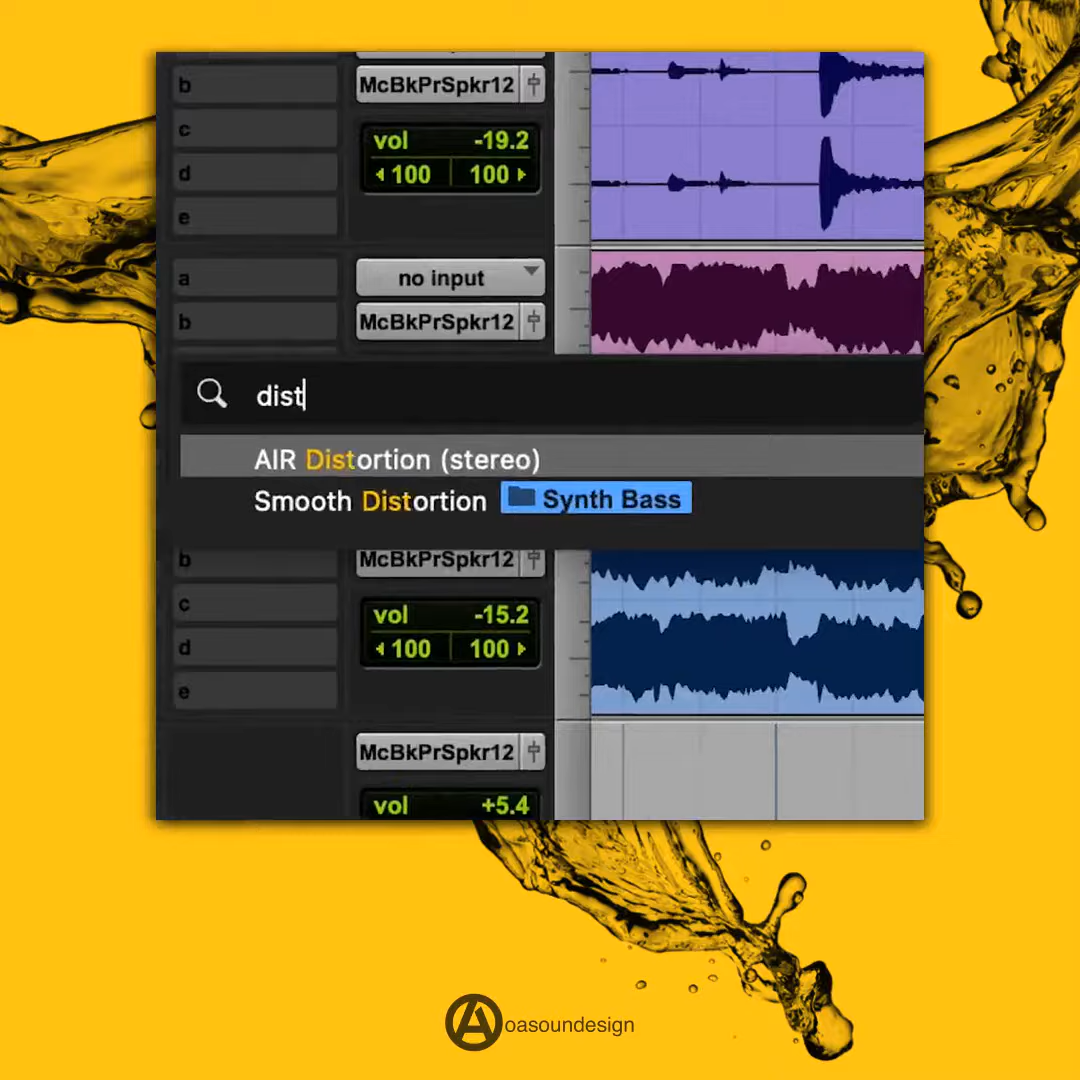 b
McBkPrSpkr12
c
vol -19.2
d
100 100
e
a
no input
b
McBkPrSpkr12
dist
AIR Distortion (stereo)
Smooth Distortion Synth Bass
b
McBkPrSpkr12
c
vol -15.2
d
100 100
e
McBkPrSpkr12
vol +5.4
oasoundesign